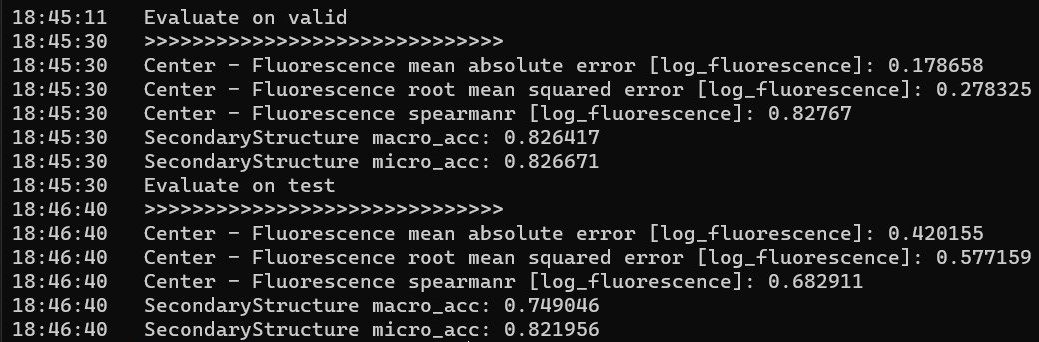 18:45:11   Evaluate on valid
18:45:30   >>>>>>>>>>>>>>>>>>>>>>>>>>>>>>
18:45:30   Center - Fluorescence mean absolute error [log_fluorescence]: 0.178658
18:45:30   Center - Fluorescence root mean squared error [log_fluorescence]: 0.278325
18:45:30   Center - Fluorescence spearmanr [log_fluorescence]: 0.82767
18:45:30   SecondaryStructure macro_acc: 0.826417
18:45:30   SecondaryStructure micro_acc: 0.826671
18:45:30   Evaluate on test
18:46:40   >>>>>>>>>>>>>>>>>>>>>>>>>>>>>>
18:46:40   Center - Fluorescence mean absolute error [log_fluorescence]: 0.420155
18:46:40   Center - Fluorescence root mean squared error [log_fluorescence]: 0.577159
18:46:40   Center - Fluorescence spearmanr [log_fluorescence]: 0.682911
18:46:40   SecondaryStructure macro_acc: 0.749046
18:46:40   SecondaryStructure micro_acc: 0.821956